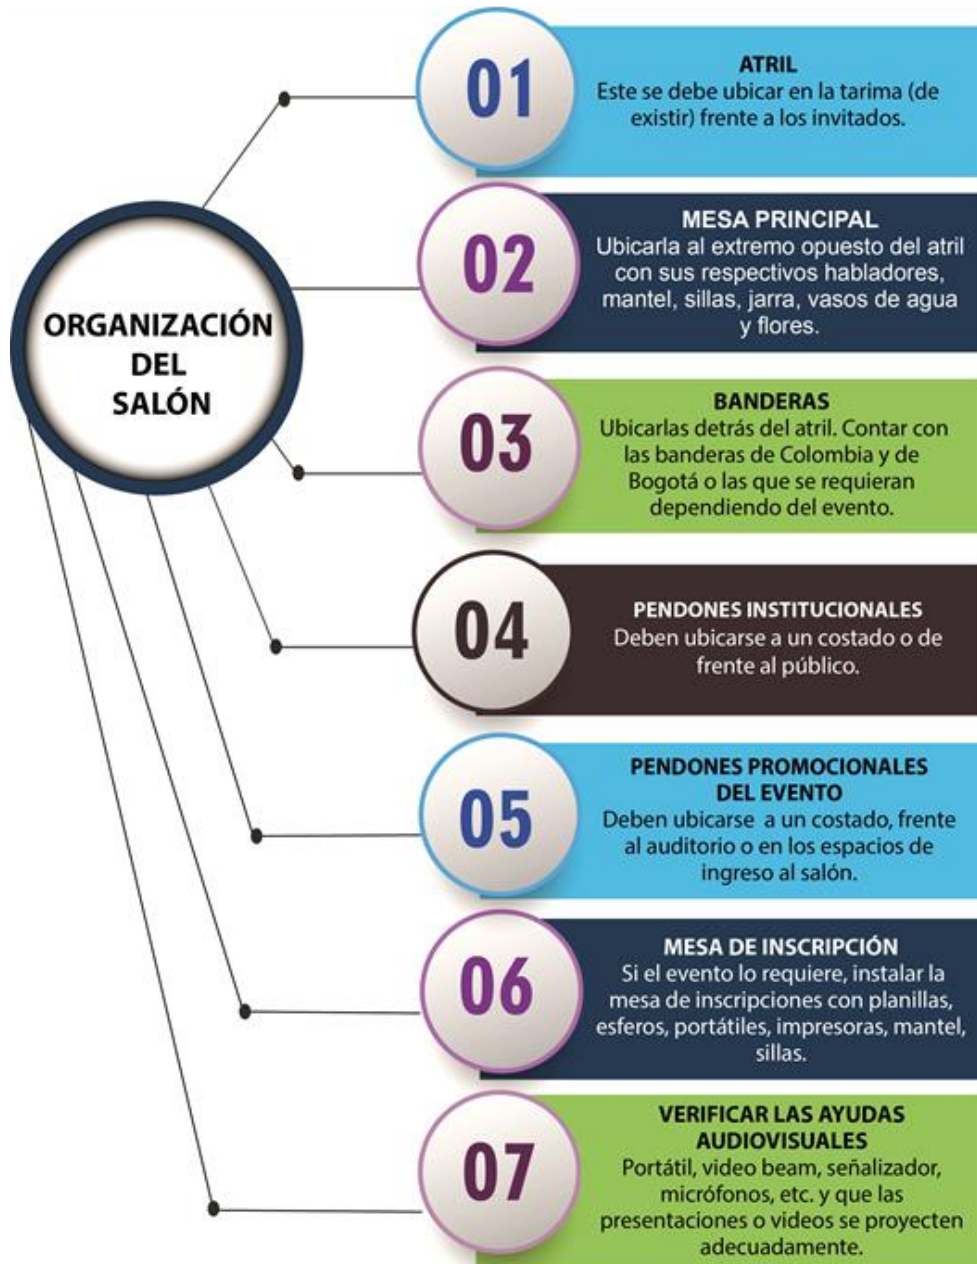 ORGANIZACIÓN
DEL
SALÓN
01
ATRIL
Este se debe ubicar en la tarima (de
existir) frente a los invitados.
02
MESA PRINCIPAL
Ubicarla al extremo opuesto del atril
con sus respectivos habladores,
mantel, sillas, jarra, vasos de agua
y flores.
03
BANDERAS
Ubicarlas detrás del atril. Contar con
las banderas de Colombia y de
Bogotá o las que se requieran
dependiendo del evento.
04
PENDONES INSTITUCIONALES
Deben ubicarse a un costado o de
frente al público.
05
PENDONES PROMOCIONALES
DEL EVENTO
Deben ubicarse a un costado, frente
al auditorio o en los espacios de
ingreso al salón.
06
MESA DE INSCRIPCIÓN
Si el evento lo requiere, instalar la
mesa de inscripciones con planillas,
esferos, portátiles, impresoras, mantel,
sillas.
07
VERIFICAR LAS AYUDAS
AUDIOVISUALES
Portátil, video beam, señalizador,
micrófonos, etc. y que las
presentaciones o videos se proyecten
adecuadamente.